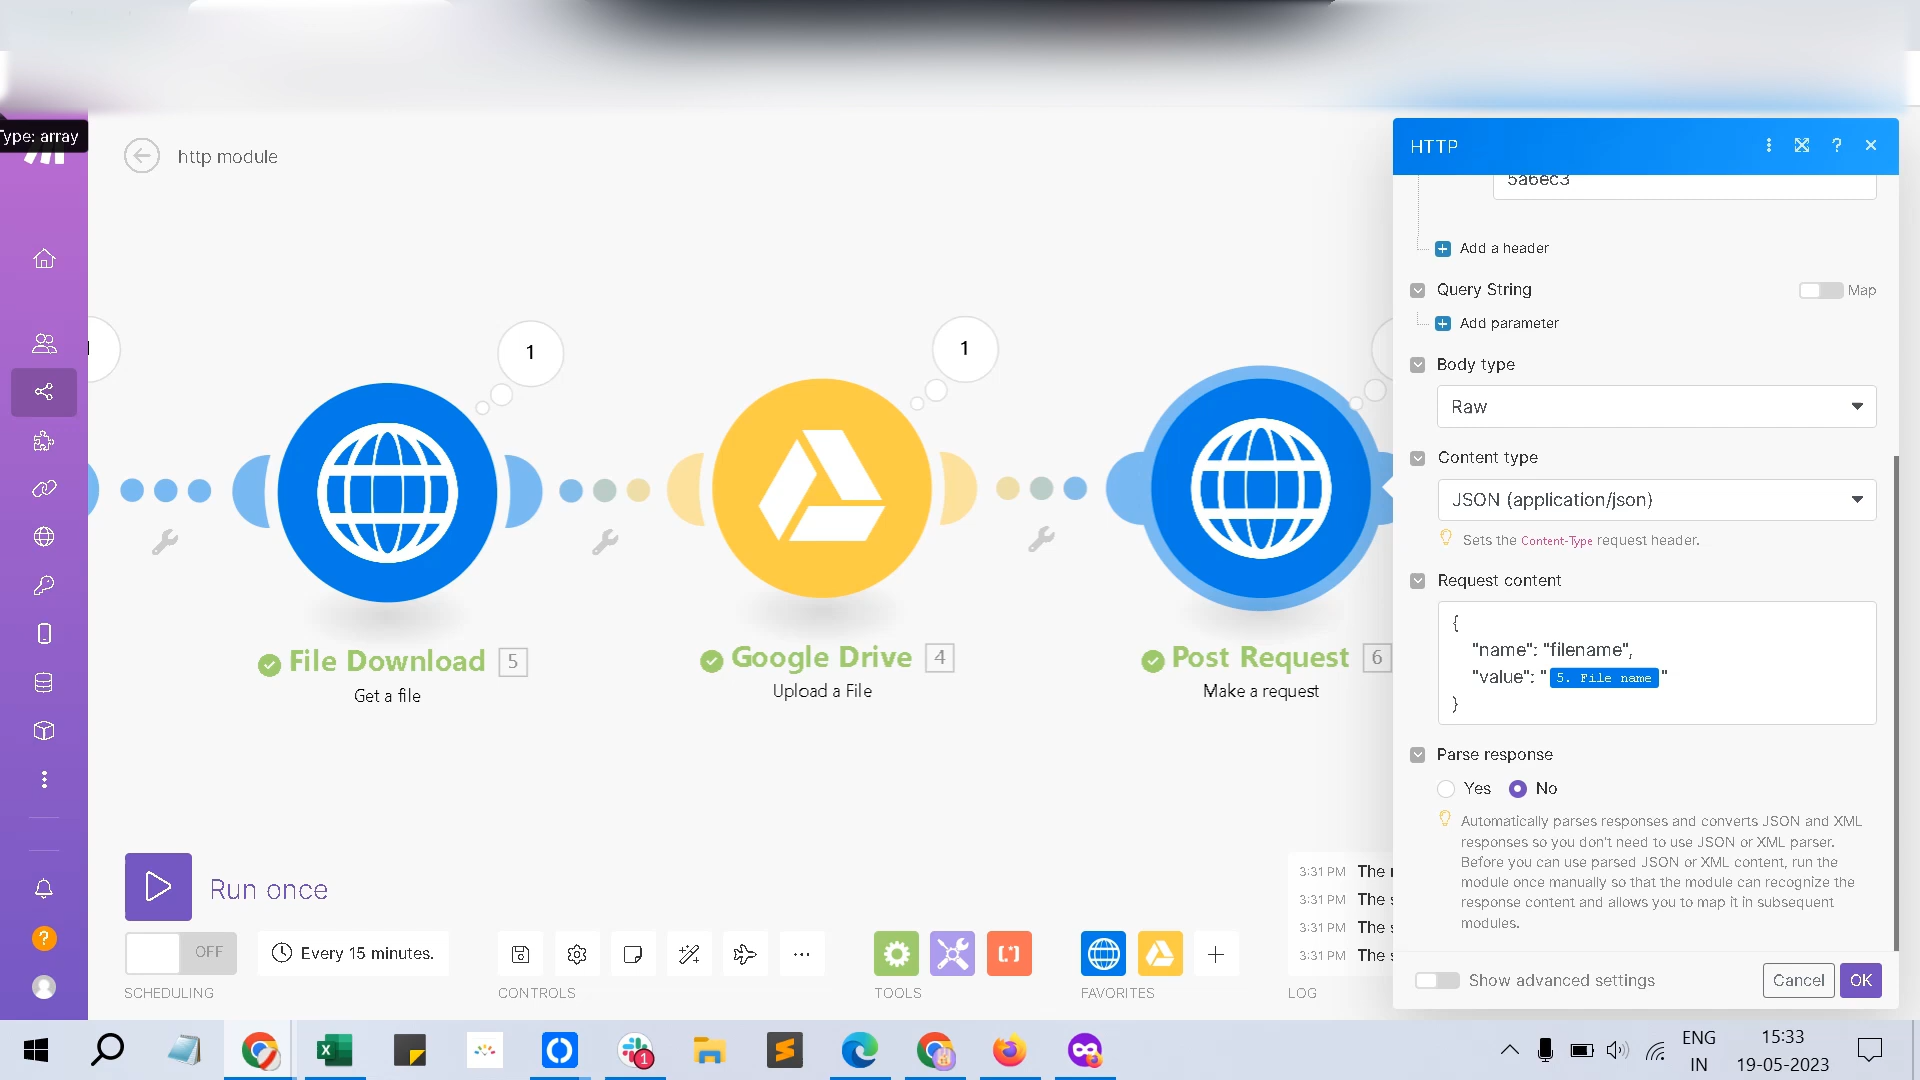 Type: array
http module
HTTP
5a6ec3
Add a header
Query String
Map
Add parameter
Body type
Raw
Content type
JSON (application/json)
Sets the Content-Type request header.
Request content
{
"name": "filename",
"value": "5. File name"
}
Parse response
Yes No
Automatically parses responses and converts JSON and XML
responses so you don't need to use JSON or XML parser.
Before you can use parsed JSON or XML content, run the
module once manually so that the module can recognize the
response content and allows you to map it in subsequent
modules.
Show advanced settings
Cancel
OK
1
1
File Download 5
Get a file
Google Drive 4
Upload a File
Post Request 6
Make a request
Run once
OFF
Every 15 minutes.
SCHEDULING
CONTROLS
TOOLS
FAVORITES
LOG
3:31 PM The
3:31 PM The
3:31 PM The
3:31 PM The
ENG
IN
15:33
19-05-2023
1